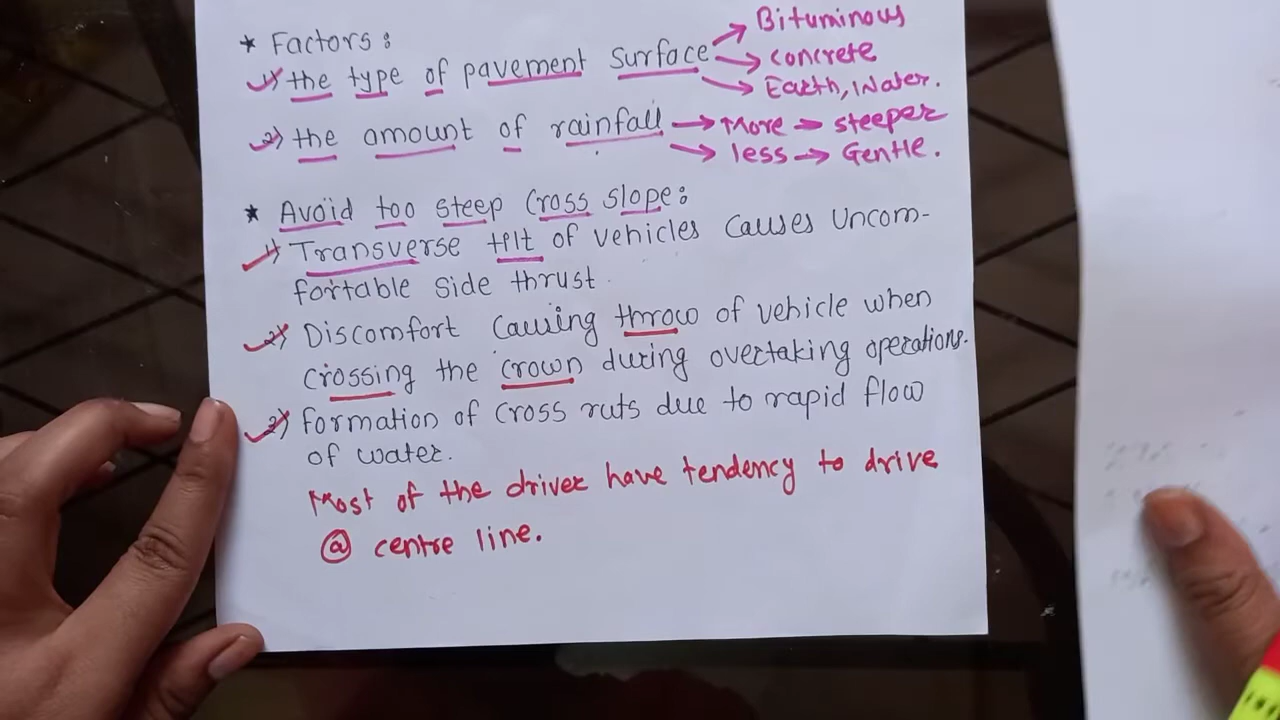 * Factors:
1) the type of pavement surface → Bituminous
→ concrete
→ Earth, Water.
2) the amount of rainfall → More → steeper
→ less → Gentle.
* Avoid too steep Cross slope:
1) Transverse tilt of vehicles causes uncom-
fortable side thrust.
2) Discomfort causing throw of vehicle when
crossing the crown during overtaking operations.
3) formation of cross ruts due to rapid flow
of water.
Most of the driver have tendency to drive
@ centre line.